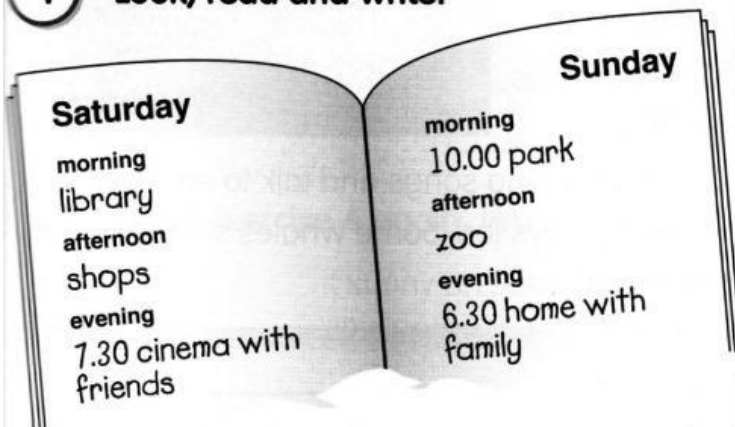 Look, read and write.
Saturday
morning
library
afternoon
shops
evening
7.30 cinema with
friends
Sunday
morning
10.00 park
afternoon
zoo
evening
6.30 home with
family